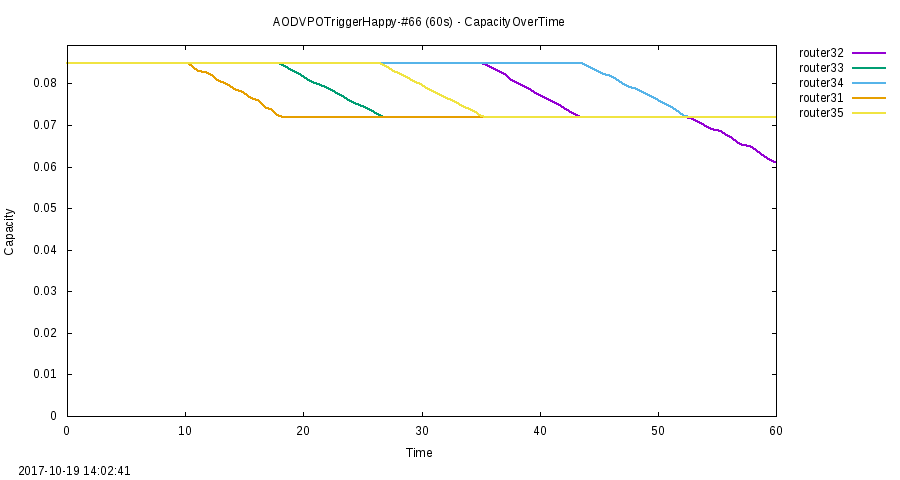 AODVPOTriggerHappy-#66 (60s) - CapacityOverTime
router32
router33
router34
router31
router35
0.08
0.07
0.06
0.05
0.04
0.03
0.02
0.01
0
Capacity
0 10 20 30 40 50 60
Time
2017-10-19 14:02:41